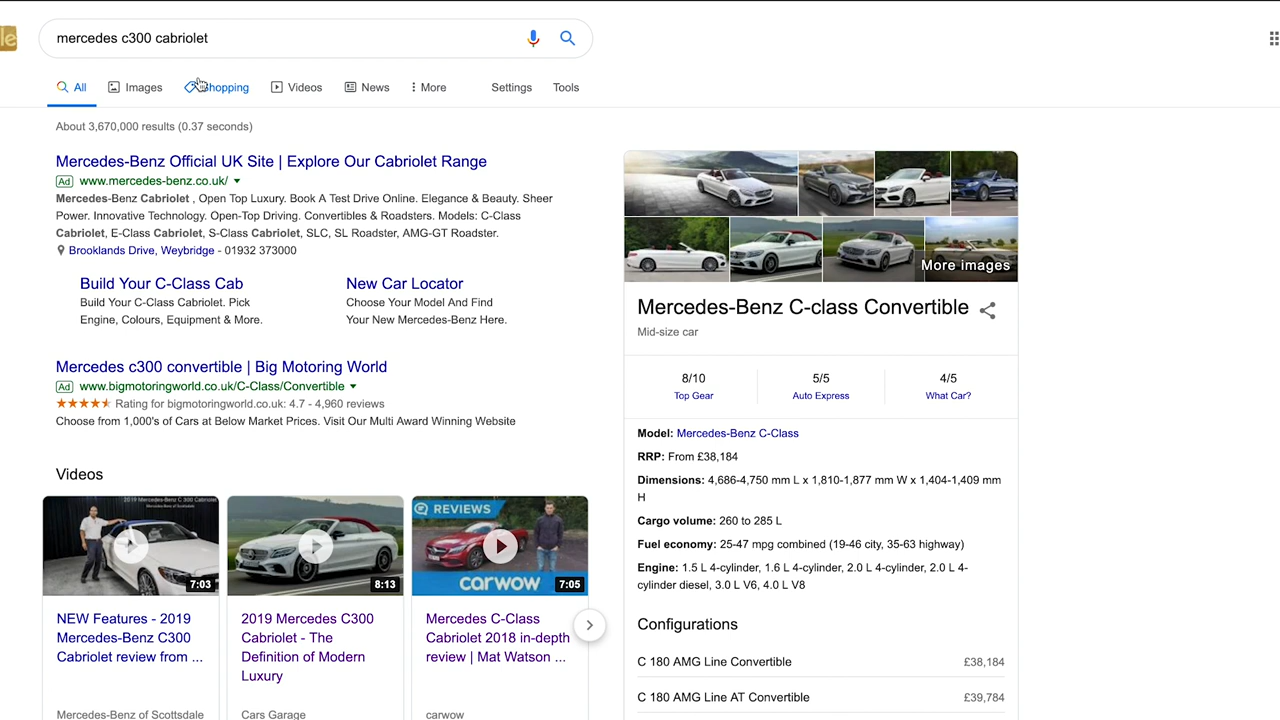 le
mercedes c300 cabriolet
All
Images
Shopping
Videos
News
More
Settings
Tools
About 3,670,000 results (0.37 seconds)
Mercedes-Benz Official UK Site | Explore Our Cabriolet Range
Ad www.mercedes-benz.co.uk/
Mercedes-Benz Cabriolet , Open Top Luxury. Book A Test Drive Online. Elegance & Beauty. Sheer
Power. Innovative Technology. Open-Top Driving. Convertibles & Roadsters. Models: C-Class
Cabriolet, E-Class Cabriolet, S-Class Cabriolet, SLC, SL Roadster, AMG-GT Roadster.
Brooklands Drive, Weybridge - 01932 373000
Build Your C-Class Cab
Build Your C-Class Cabriolet. Pick
Engine, Colours, Equipment & More.
New Car Locator
Choose Your Model And Find
Your New Mercedes-Benz Here.
Mercedes c300 convertible | Big Motoring World
Ad www.bigmotoringworld.co.uk/C-Class/Convertible
Rating for bigmotoringworld.co.uk: 4.7 - 4,960 reviews
Choose from 1,000's of Cars at Below Market Prices. Visit Our Multi Award Winning Website
Videos
2019 Mercedes-Benz C 300 Cabriolet
Mercedes-Benz of Scottsdale
7:03
NEW Features - 2019
Mercedes-Benz C300
Cabriolet review from ...
Mercedes-Benz of Scottsdale
8:13
2019 Mercedes C300
Cabriolet - The
Definition of Modern
Luxury
Cars Garage
REVIEWS
carwow
7:05
Mercedes C-Class
Cabriolet 2018 in-depth
review | Mat Watson ...
carwow
More images
Mercedes-Benz C-class Convertible
Mid-size car
8/10
Top Gear
5/5
Auto Express
4/5
What Car?
Model: Mercedes-Benz C-Class
RRP: From £38,184
Dimensions: 4,686-4,750 mm L x 1,810-1,877 mm W x 1,404-1,409 mm
H
Cargo volume: 260 to 285 L
Fuel economy: 25-47 mpg combined (19-46 city, 35-63 highway)
Engine: 1.5 L 4-cylinder, 1.6 L 4-cylinder, 2.0 L 4-cylinder, 2.0 L 4-
cylinder diesel, 3.0 L V6, 4.0 L V8
Configurations
C 180 AMG Line Convertible £38,184
C 180 AMG Line AT Convertible £39,784